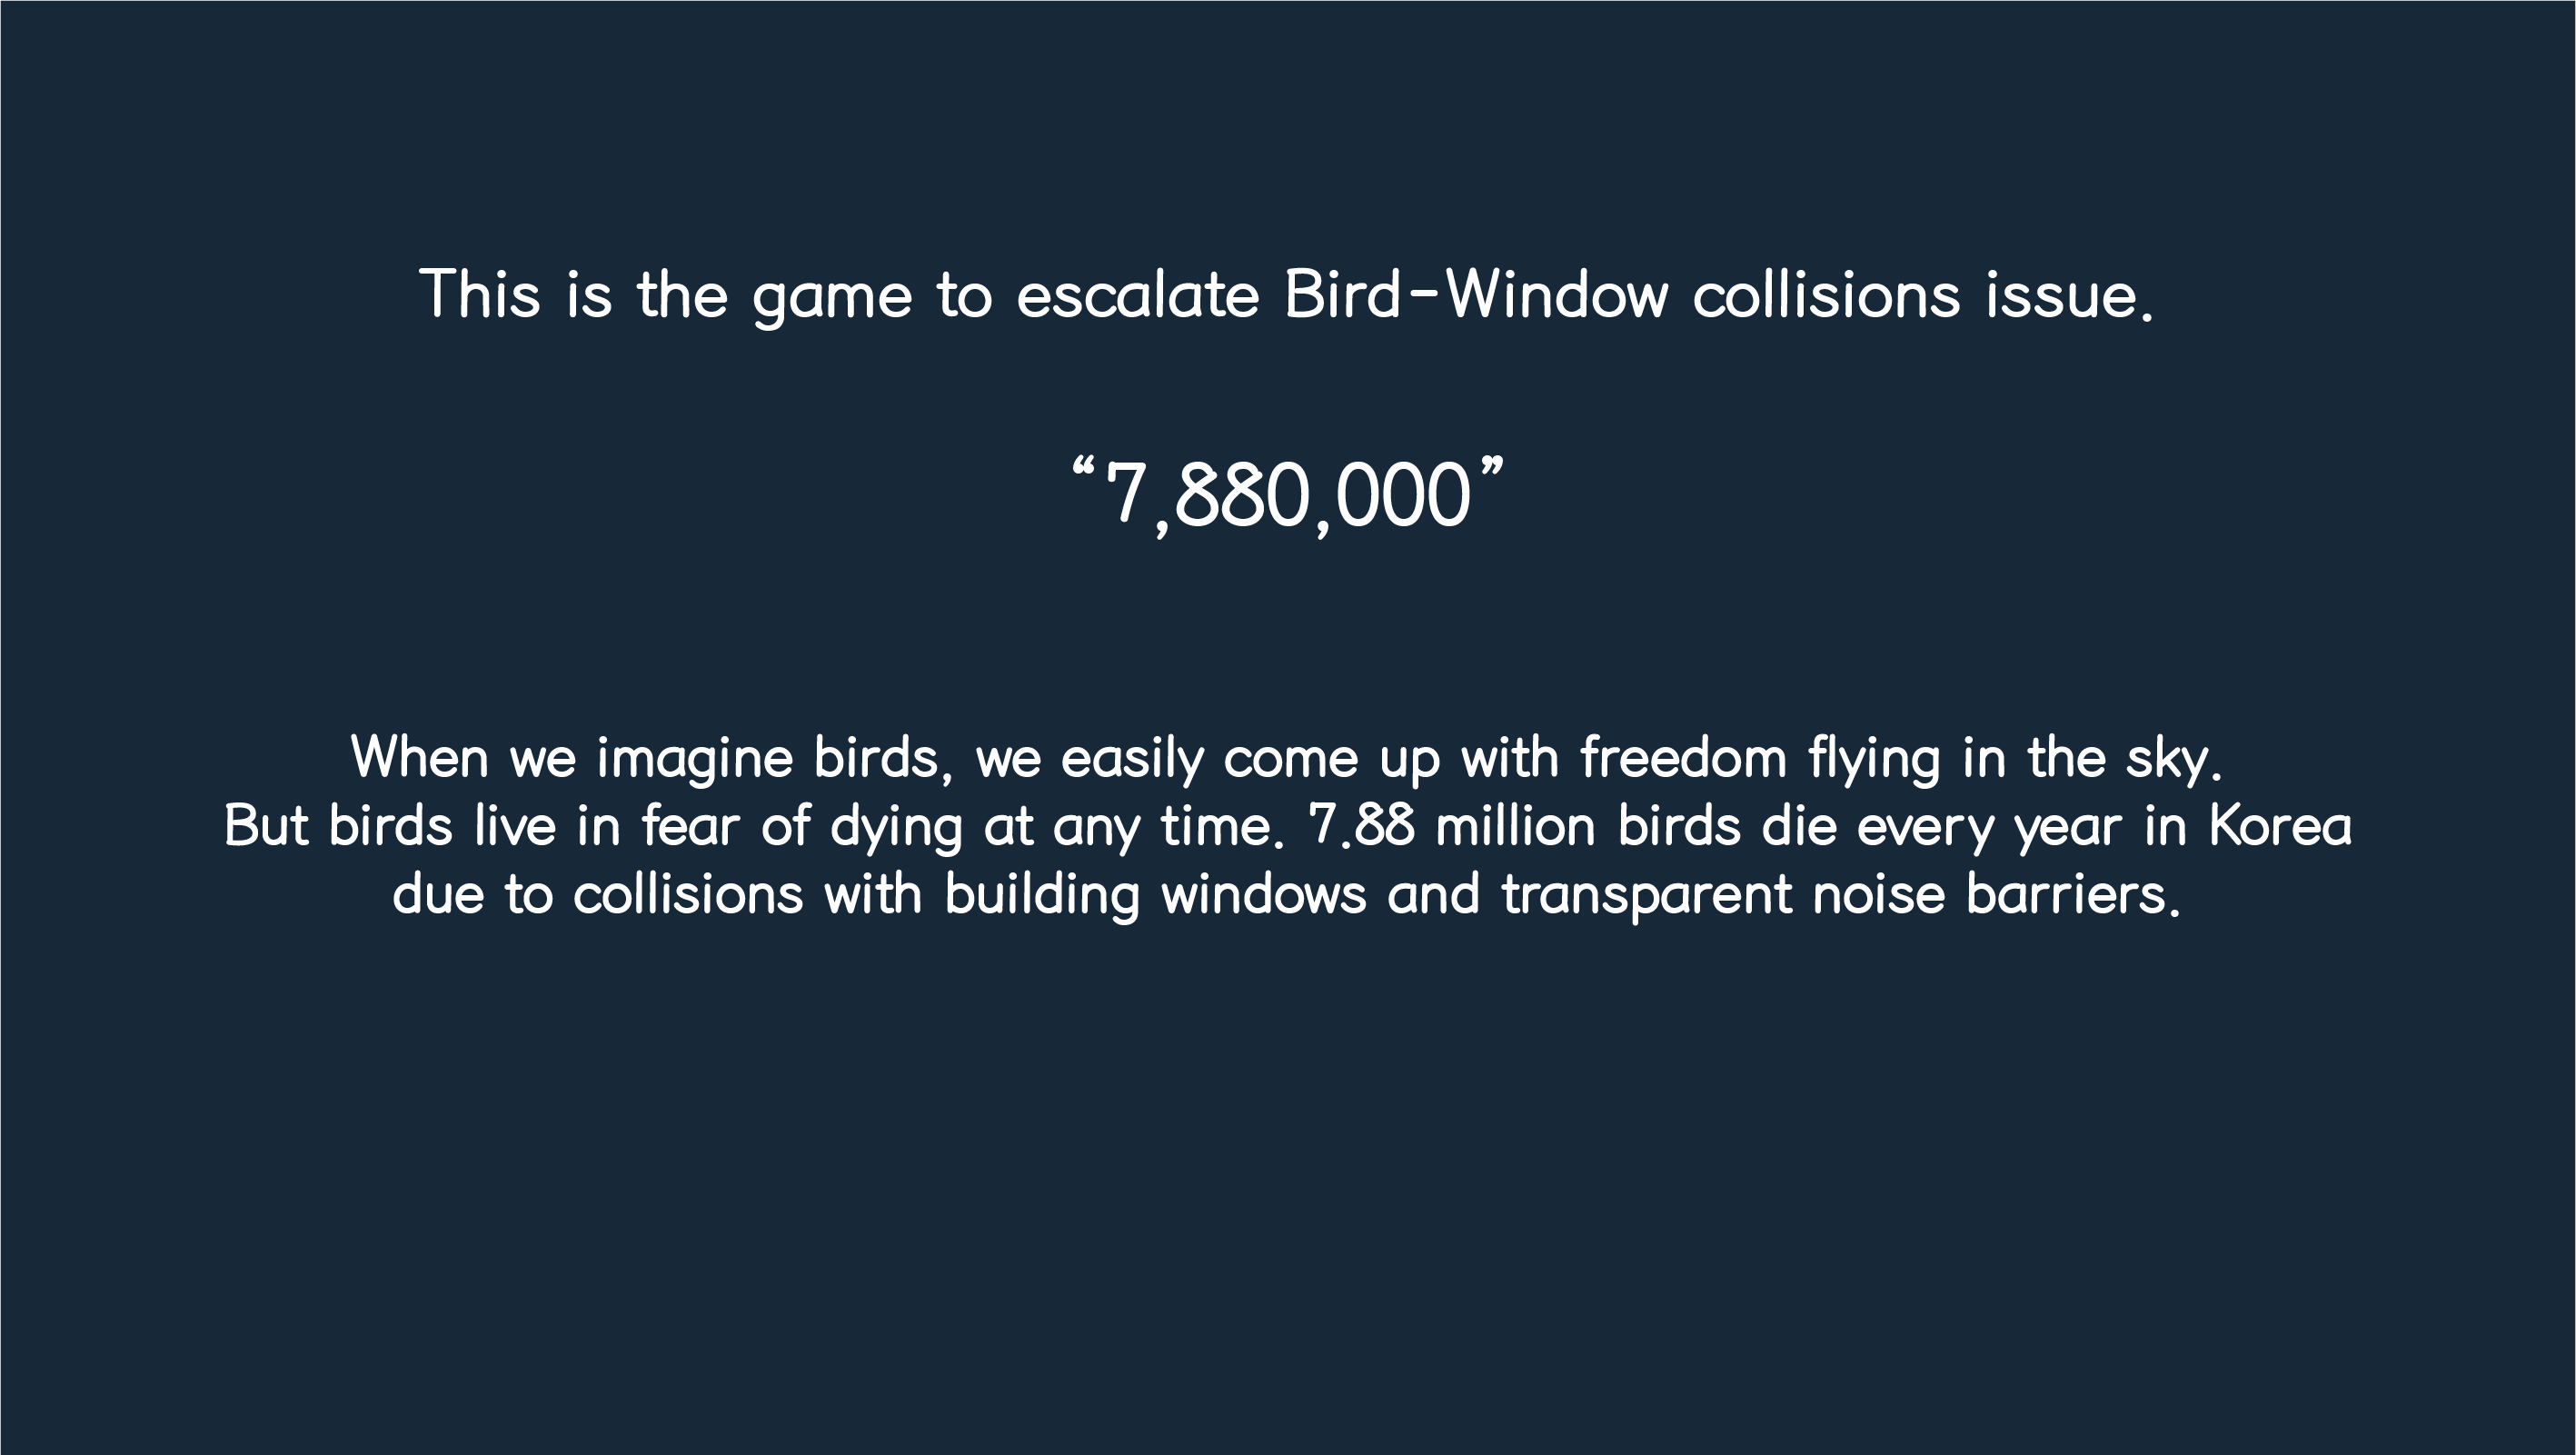 This is the game to escalate Bird-Window collisions issue.
“7,880,000”
When we imagine birds, we easily come up with freedom flying in the sky.
But birds live in fear of dying at any time. 7.88 million birds die every year in Korea
due to collisions with building windows and transparent noise barriers.